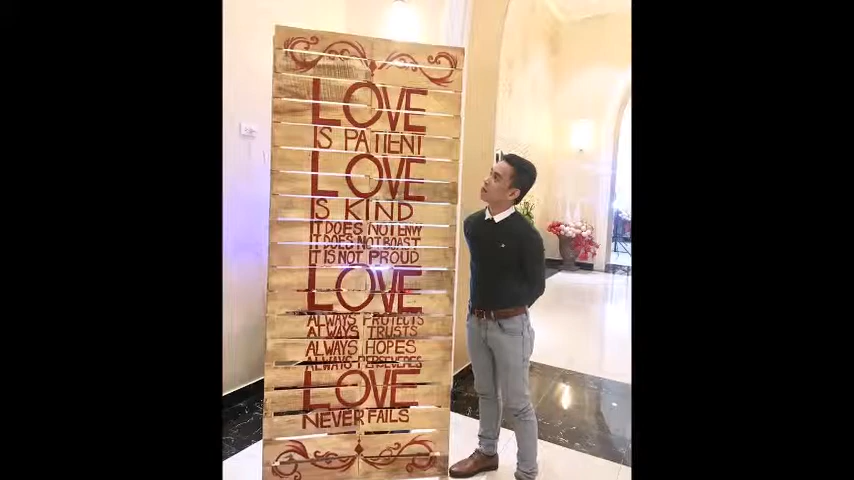 LOVE
IS PATIENT
LOVE
IS KIND
IT DOES NOT ENVY
IT DOES NOT BOAST
IT IS NOT PROUD
LOVE
ALWAYS PROTECTS
ALWAYS TRUSTS
ALWAYS HOPES
ALWAYS PERSEVERES
LOVE
NEVER FAILS